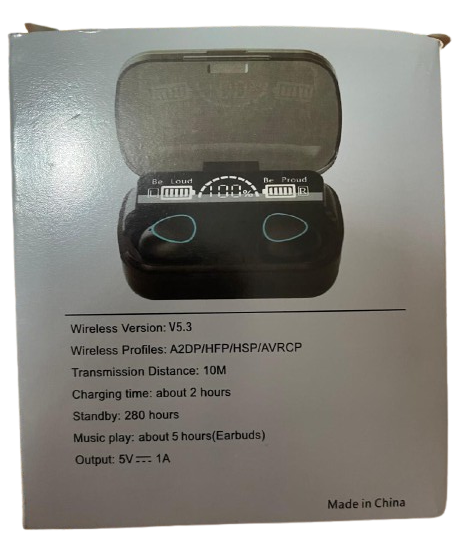 Be Loud Be Proud
L 100% R
Wireless Version: V5.3
Wireless Profiles: A2DP/HFP/HSP/AVRCP
Transmission Distance: 10M
Charging time: about 2 hours
Standby: 280 hours
Music play: about 5 hours(Earbuds)
Output: 5V⎓ 1A
Made in China